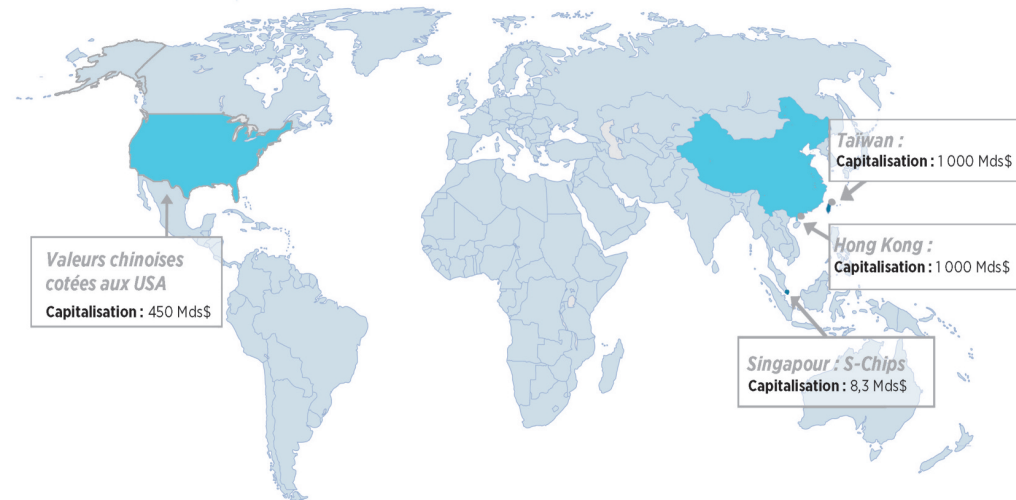 Taïwan :
Capitalisation : 1 000 Mds$
Hong Kong :
Capitalisation : 1 000 Mds$
Valeurs chinoises
cotées aux USA
Capitalisation : 450 Mds$
Singapour : S-Chips
Capitalisation : 8,3 Mds$